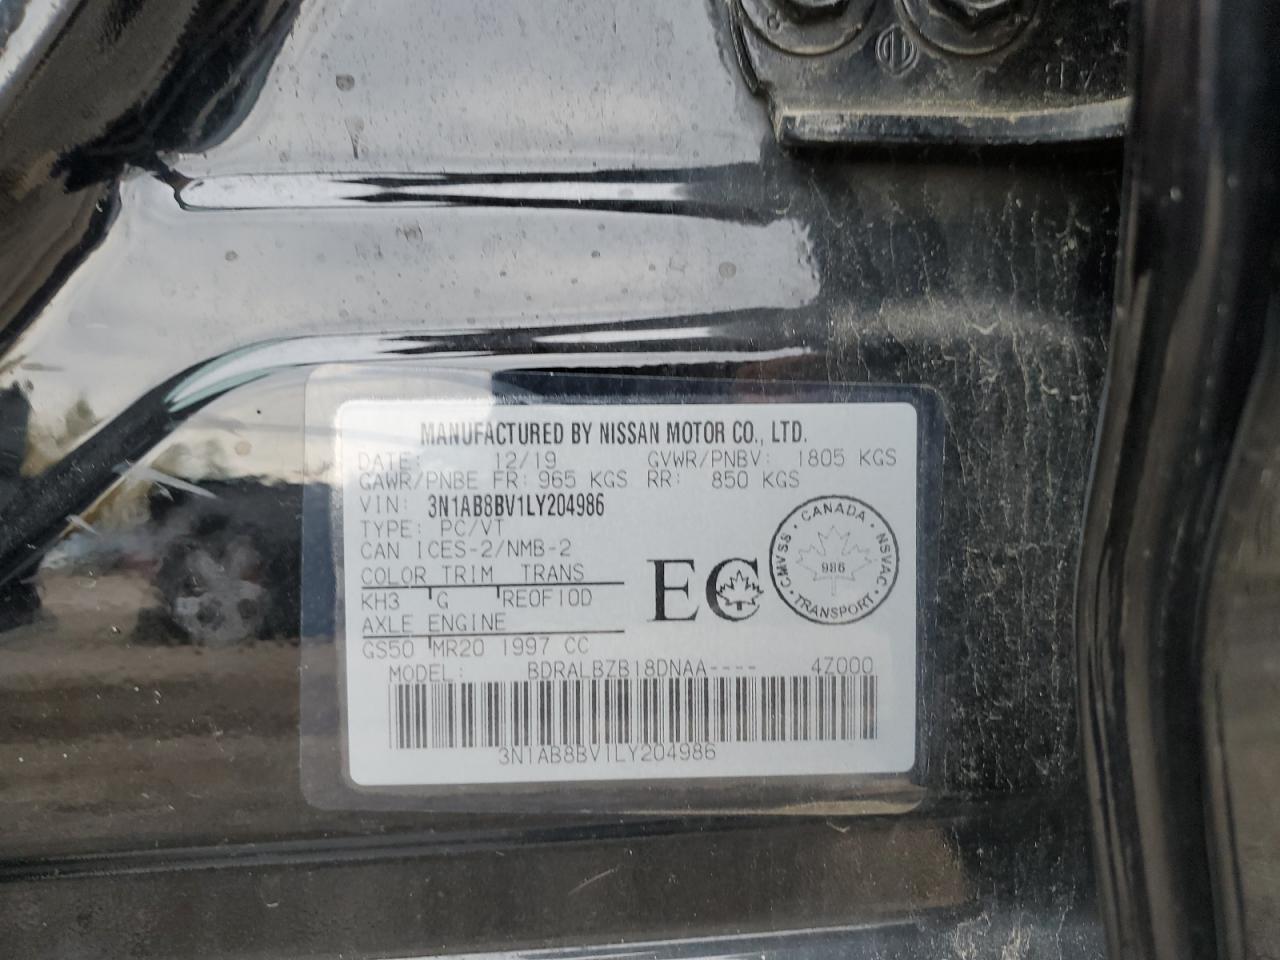 MANUFACTURED BY NISSAN MOTOR CO., LTD.
DATE: 12/19 GVWR/PNBV: 1805 KGS
GAWR/PNBE FR: 965 KGS RR: 850 KGS
VIN: 3N1AB8BV1LY204986
TYPE: PC/VT
CAN ICES-2/NMB-2
COLOR TRIM TRANS
KH3 G REOF10D
AXLE ENGINE
GS50 MR20 1997 CC
EC
CANADA
CMVSS 986 NSVAC
TRANSPORT
MODEL: BDRALBZB18DNAA---- 4Z000
3N1AB8BV1LY204986